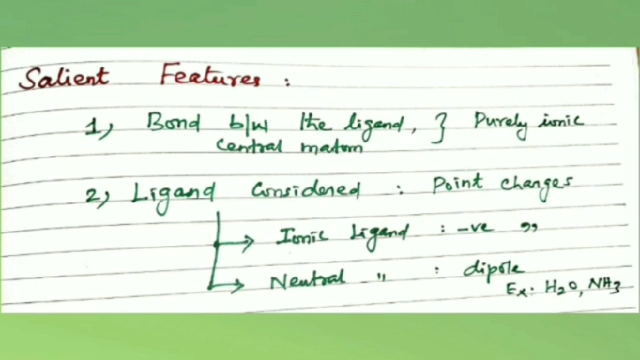 Salient Features :
1) Bond b/w the ligand, } Purely ionic
central matom
2) Ligand Considered : Point changes
Ionic Ligand : -ve ,,
Neutral " : dipole
Ex: H2O, NH3